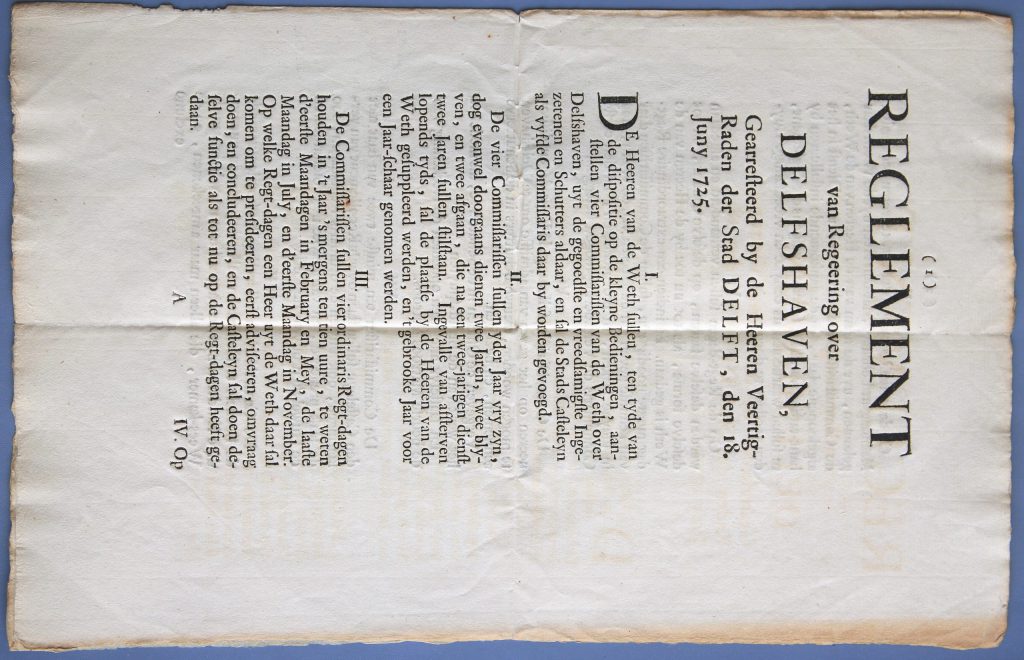 ( 1 )
REGLEMENT
van Regeering over
DELFSHAVEN,
Gearresteerd by de Heeren Veertig-
Raden der Stad DELFT, den 18.
Juny 1725.
I.
DE Heeren van de Weth sullen, ten tyde van
de dispositie op de kleyne Bedieningen, aan-
stellen vier Commissarissen van de Weth over
Delfshaven, uyt de gegoedste en vreedsamigste Inge-
zetenen en Schutters aldaar, en sal de Stads Casteleyn
als vyfde Commissaris daar by worden gevoegd.
II.
De vier Commissarissen sullen yder Jaar vry zyn,
dog evenwel doorgaans dienen twee Jaren, twee bly-
ven, en twee afgaan, die na een twee-jarigen dienst
twee Jaren sullen stilstaan. Ingevalle van afsterven
lopends tyds, sal de plaatse by de Heeren van de
Weth gesuppleerd werden, en 't gebrooke Jaar voor
een Jaar-schaar genomen werden.
III.
De Commissarissen sullen vier ordinaris Regt-dagen
houden in 't Jaar 's mergens ten tien uure, te weten
d'eerste Maandagen in February en Mey, de laaste
Maandag in July, en d'eerste Maandag in November.
Op welke Regt-dagen een Heer uyt de Weth daar sal
komen om te presideeren, eerst adviseeren, omvraag
doen, en concludeeren, en de Casteleyn sal doen de-
selve functie als tot nu op de Regt-dagen heeft ge-
daan.
A
IV. Op